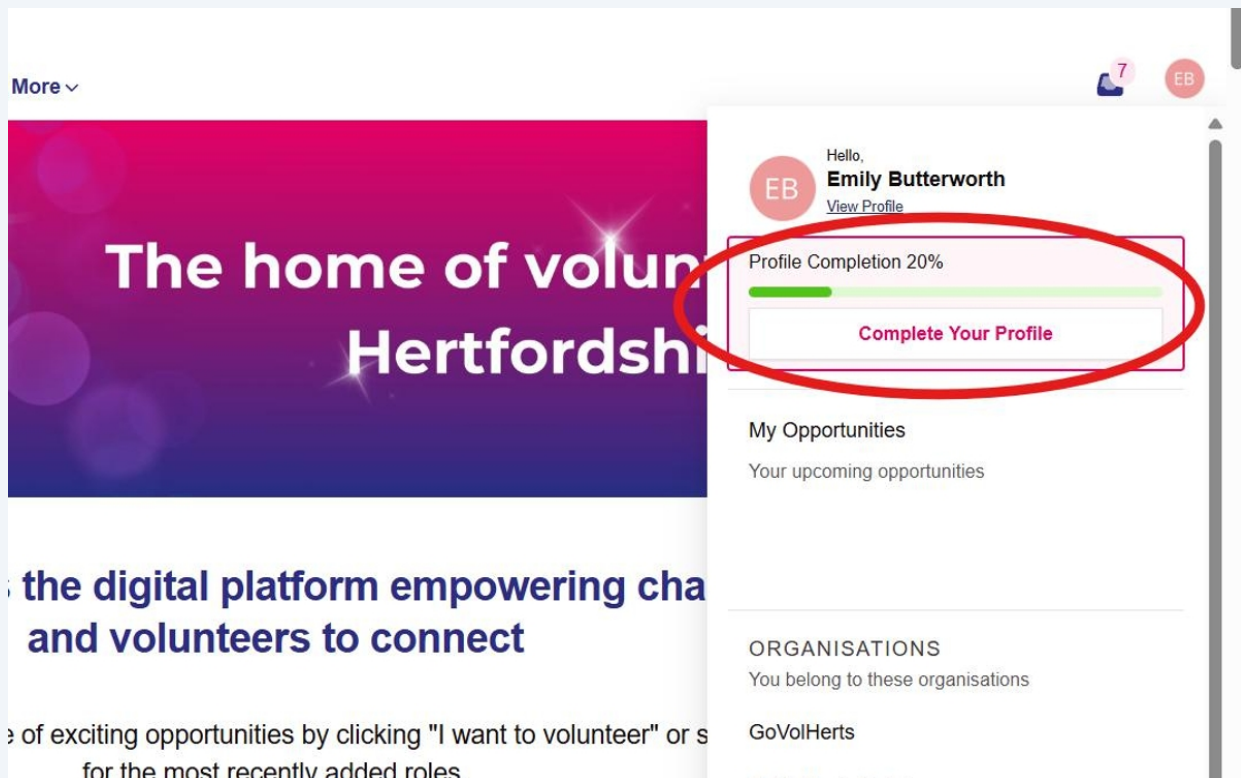 More
7
EB
EB
Hello,
Emily Butterworth
View Profile
Profile Completion 20%
Complete Your Profile
My Opportunities
Your upcoming opportunities
ORGANISATIONS
You belong to these organisations
GoVolHerts
The home of
Hertfordshi
the digital platform empowering cha
and volunteers to connect
of exciting opportunities by clicking "I want to volunteer" or s
for the most recently added roles